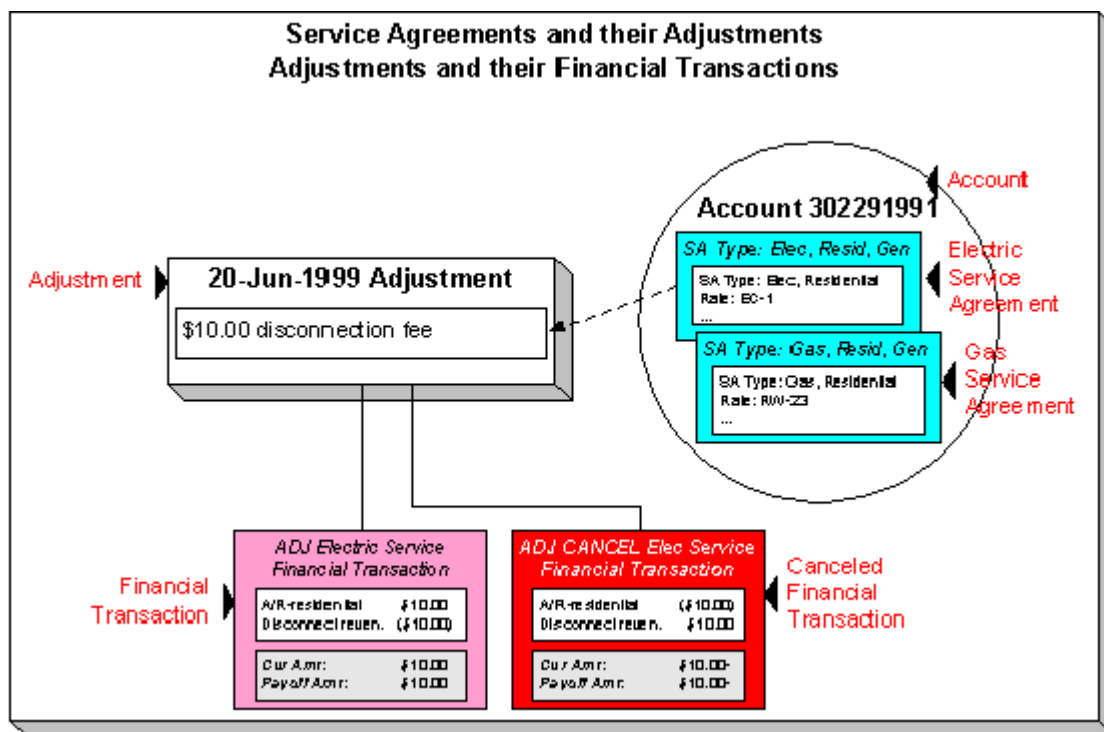 Service Agreements and their Adjustments
Adjustments and their Financial Transactions
Account
Account 302291991
SA Type: Elec, Resid, Gen
SA Type: Elec, Residential
Rate: EC-1
...
Electric
Service
Agreement
SA Type: Gas, Resid, Gen
SA Type: Gas, Residential
Rate: RW-23
...
Gas
Service
Agreement
Adjustment
20-Jun-1999 Adjustment
$10.00 disconnection fee
Financial
Transaction
ADJ Electric Service
Financial Transaction
A/R-residential $10.00
Disconnect reven. ($10.00)
Cur Amt: $10.00
Payoff Amt: $10.00
ADJ CANCEL Elec Service
Financial Transaction
A/R-residential ($10.00)
Disconnect reven. $10.00
Cur Amt: $10.00-
Payoff Amt: $10.00-
Canceled
Financial
Transaction